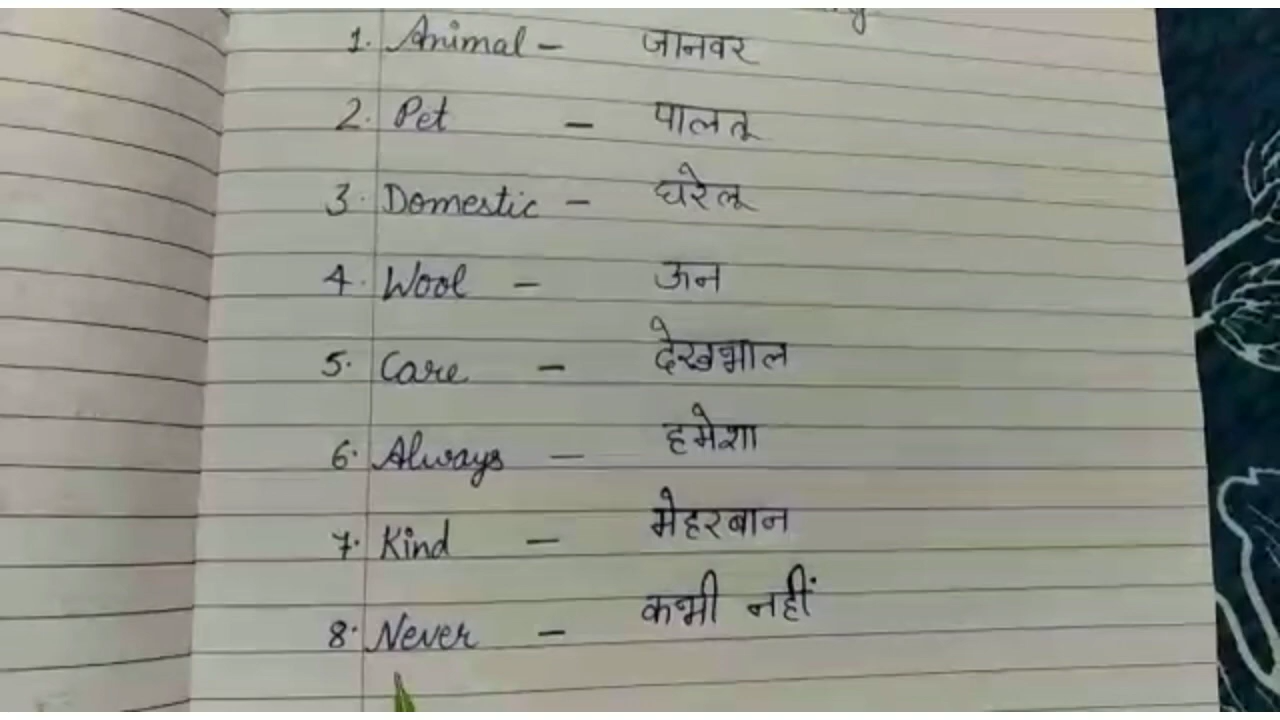 1. Animal – जानवर
2. Pet – पालतू
3. Domestic – घरेलू
4. Wool – ऊन
5. Care – देखभाल
6. Always – हमेशा
7. Kind – मेहरबान
8. Never – कभी नहीं